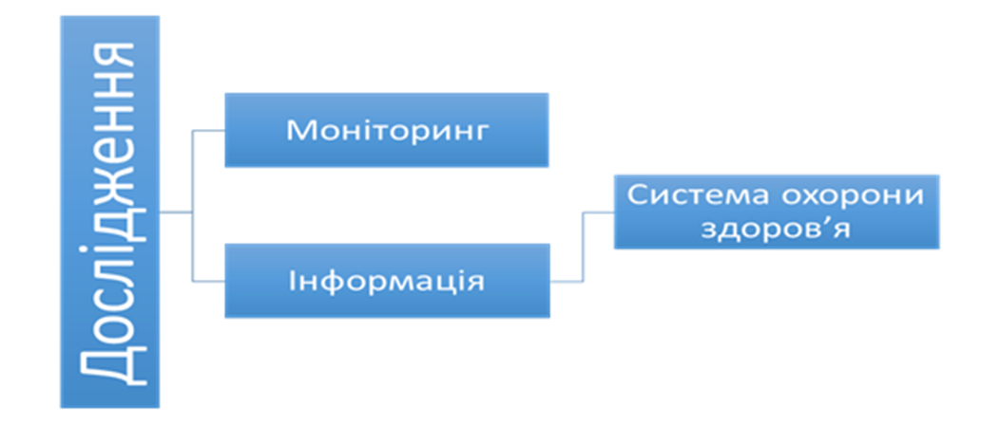 Дослідження
Моніторинг
Інформація
Система охорони
здоров’я